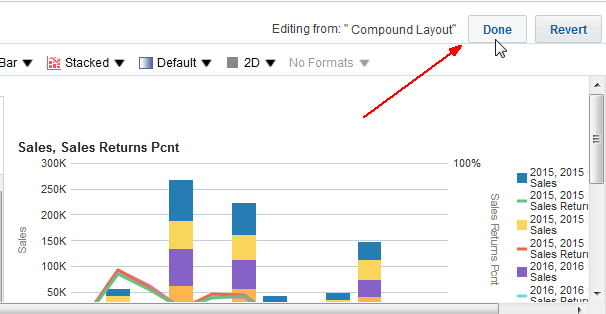 Editing from: " Compound Layout" Done Revert
Bar Stacked Default 2D No Formats
Sales, Sales Returns Pcnt
300K
250K
200K
150K
100K
50K
Sales
100%
Sales Returns Pcnt
2015, 2015
Sales
2015, 2015
Sales Return
2015, 2015
Sales
2015, 2015
Sales Return
2016, 2016
Sales
2016, 2016
Sales Return